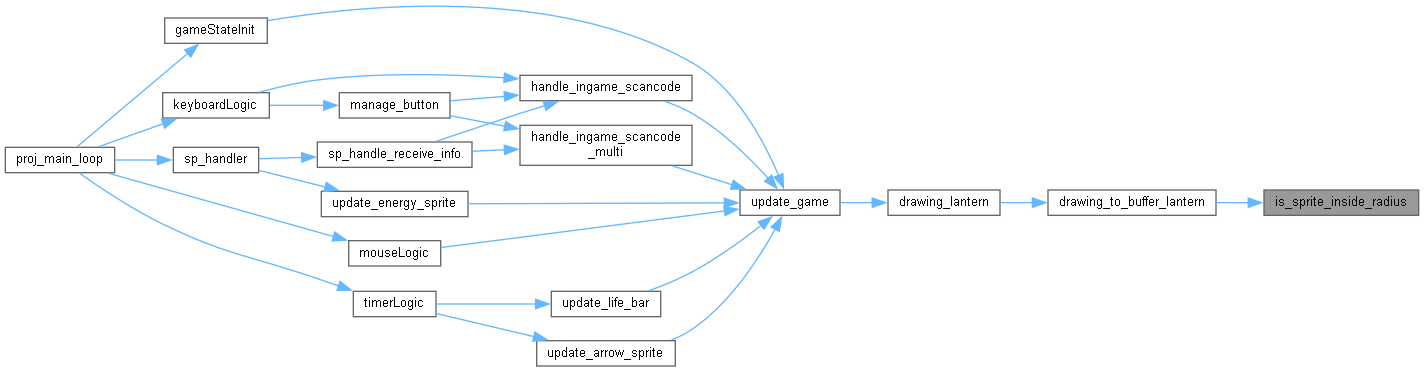 gameStateInit
handle_ingame_scancode
keyboardLogic
manage_button
handle_ingame_scancode
_multi
proj_main_loop
sp_handler
sp_handle_receive_info
update_energy_sprite
update_game
drawing_lantern
drawing_to_buffer_lantern
is_sprite_inside_radius
mouseLogic
timerLogic
update_life_bar
update_arrow_sprite